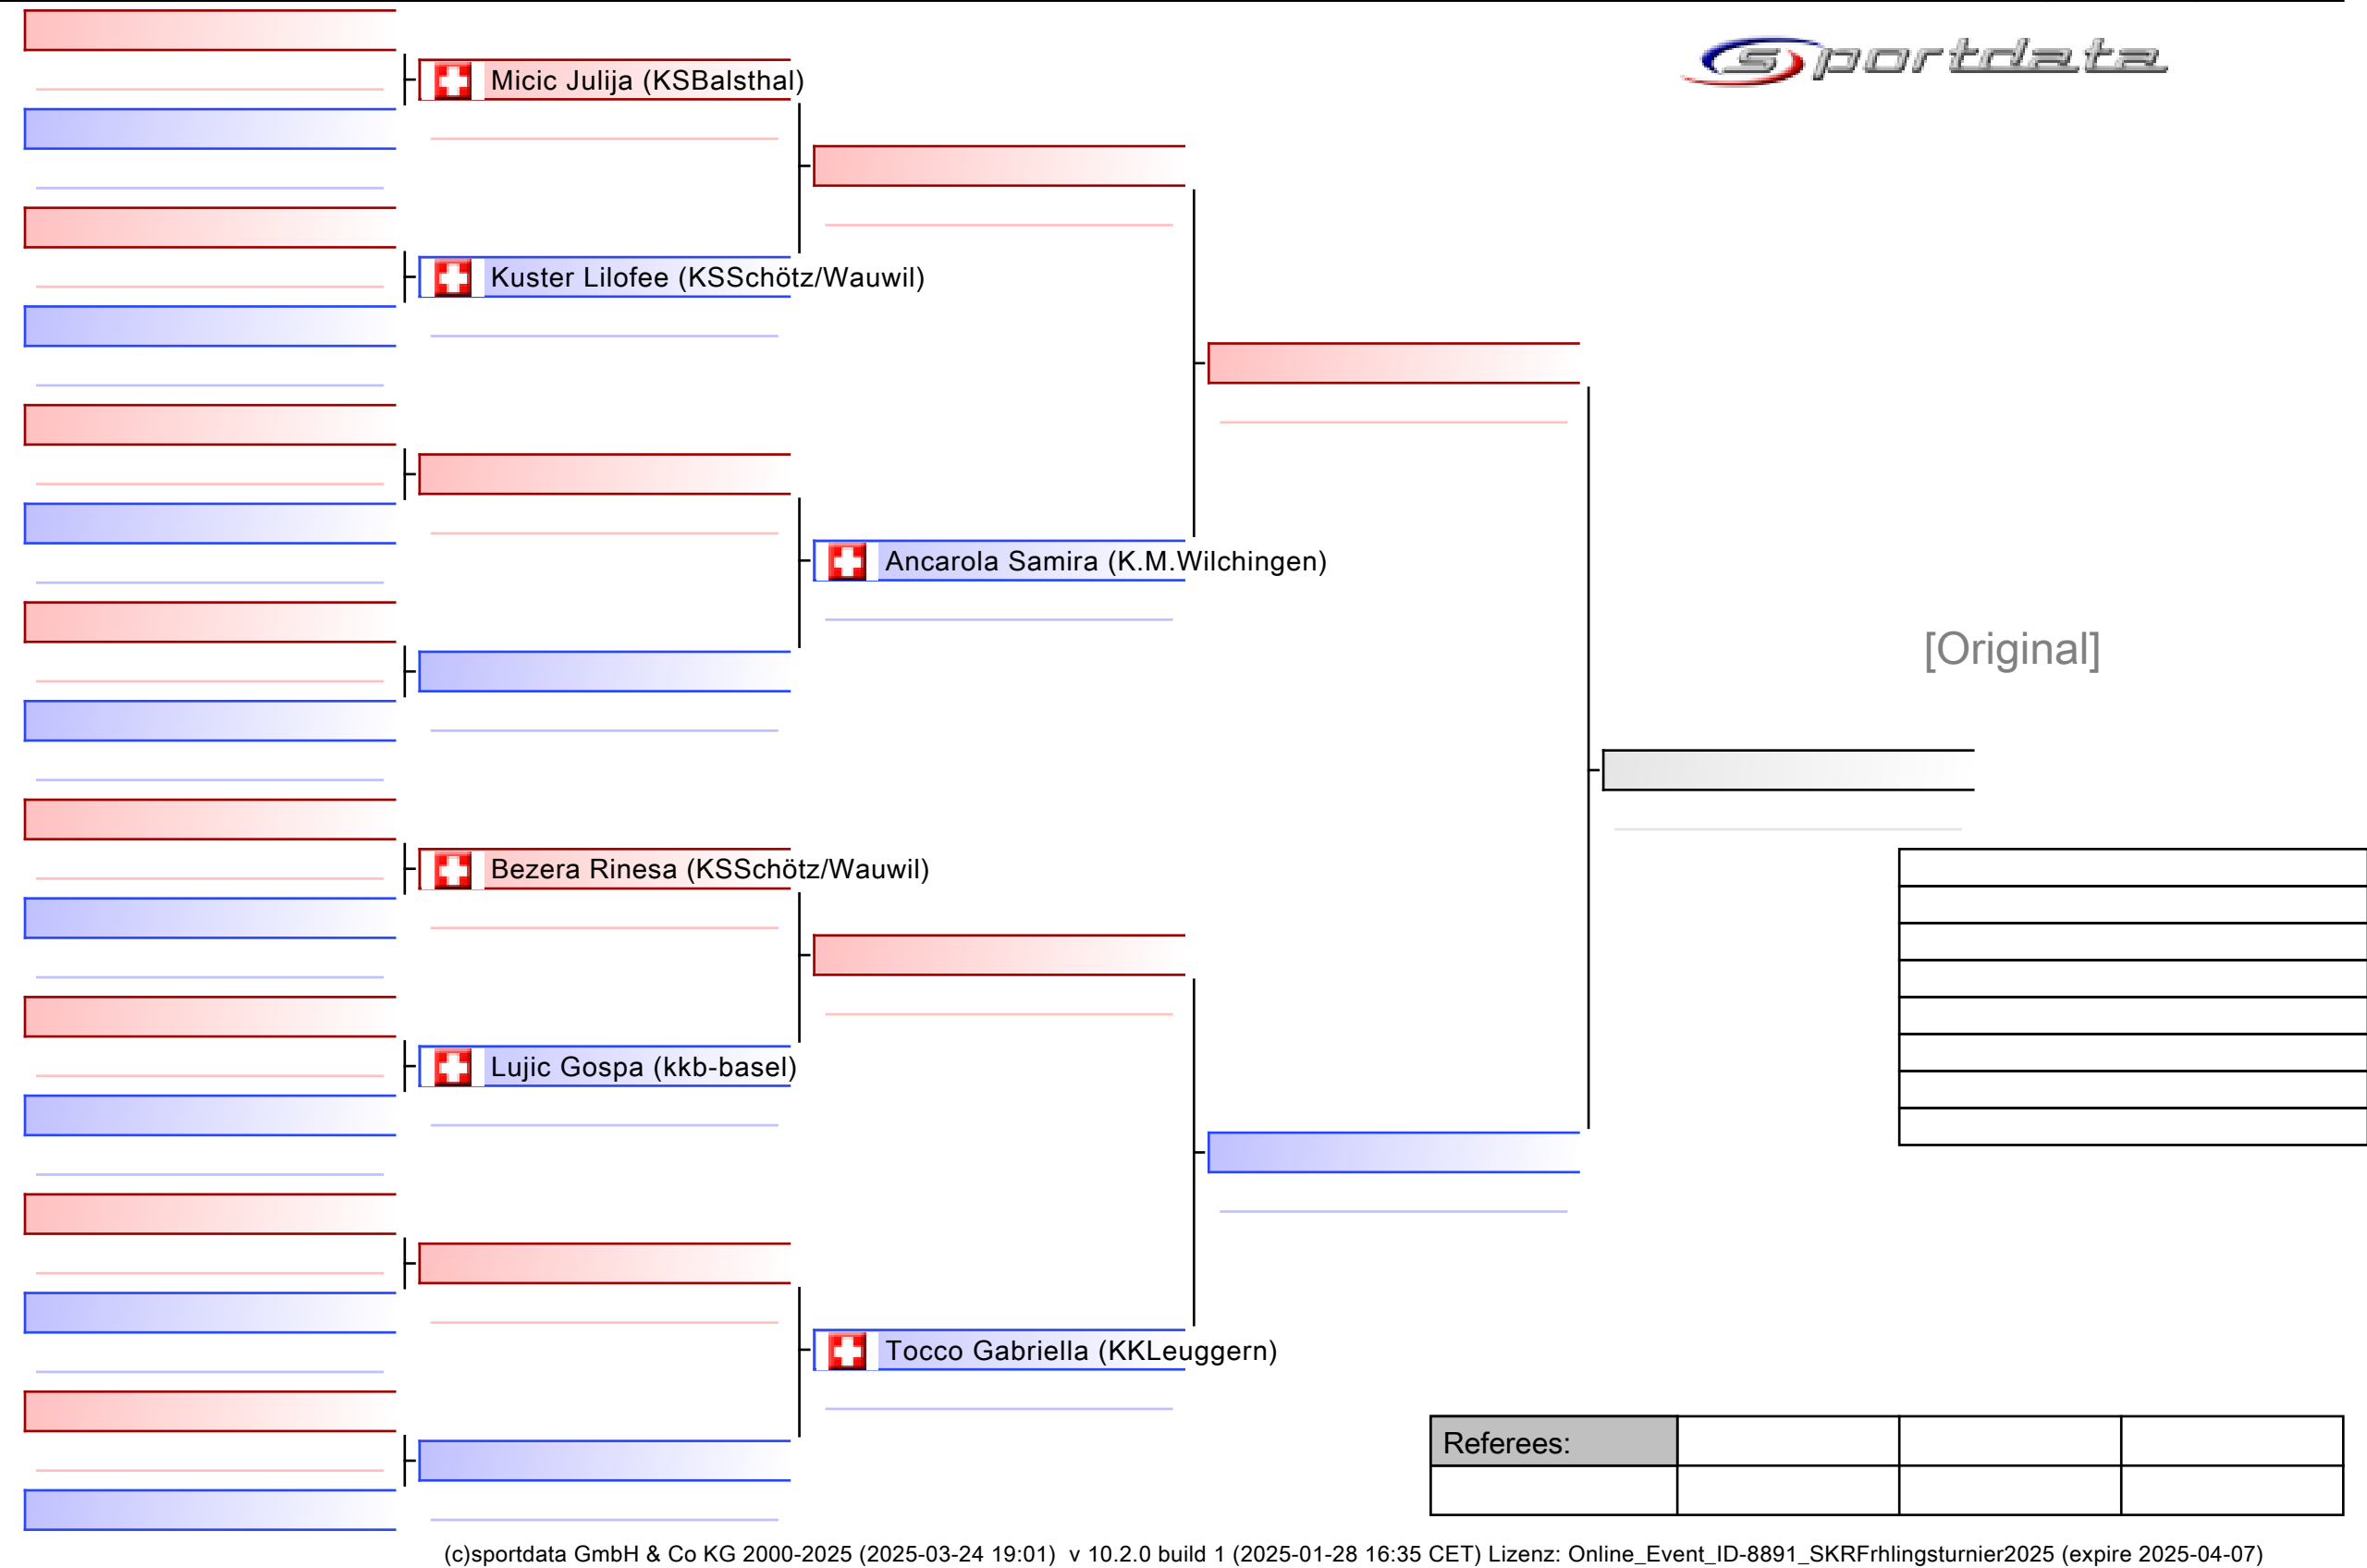 sportdata
Micic Julija (KSBalsthal)
Kuster Lilofee (KSSchötz/Wauwil)
Ancarola Samira (K.M.Wilchingen)
[Original]
Bezera Rinesa (KSSchötz/Wauwil)
Lujic Gospa (kkb-basel)
Tocco Gabriella (KKLeuggern)
Referees:
(c)sportdata GmbH & Co KG 2000-2025 (2025-03-24 19:01)  v 10.2.0 build 1 (2025-01-28 16:35 CET) Lizenz: Online_Event_ID-8891_SKRFrhlingsturnier2025 (expire 2025-04-07)